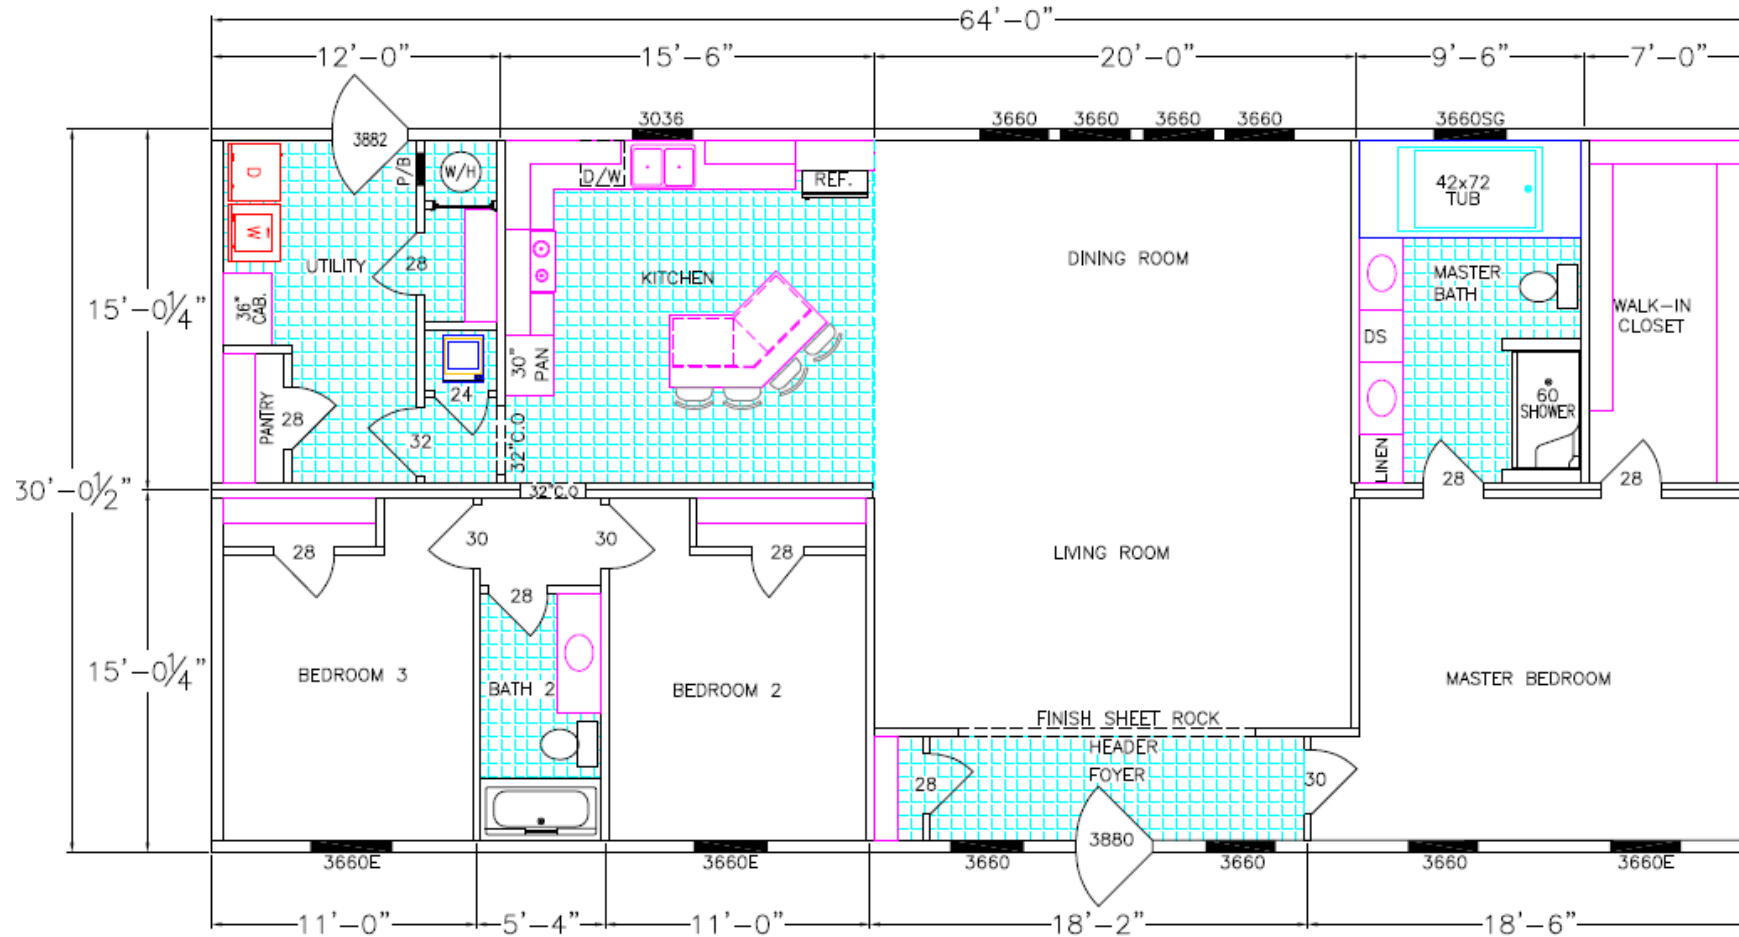 64'-0"
12'-0"
15'-6"
20'-0"
9'-6"
7'-0"
3036
3660
3660
3660
3660
3660SG
3882
P/B
W/H
D
W
D/W
REF.
42x72
TUB
UTILITY
28
KITCHEN
DINING ROOM
MASTER
BATH
WALK-IN
CLOSET
15'-0¼"
36"
CAB.
DS
30"
PAN
24
60
SHOWER
PANTRY
28
32
32"C.O
LINEN
28
28
30'-0½"
32"C.O
28
30
30
28
LIVING ROOM
28
15'-0¼"
BEDROOM 3
BATH 2
BEDROOM 2
MASTER BEDROOM
FINISH SHEET ROCK
HEADER
FOYER
28
30
3880
3660E
3660E
3660
3660
3660
3660E
11'-0"
5'-4"
11'-0"
18'-2"
18'-6"